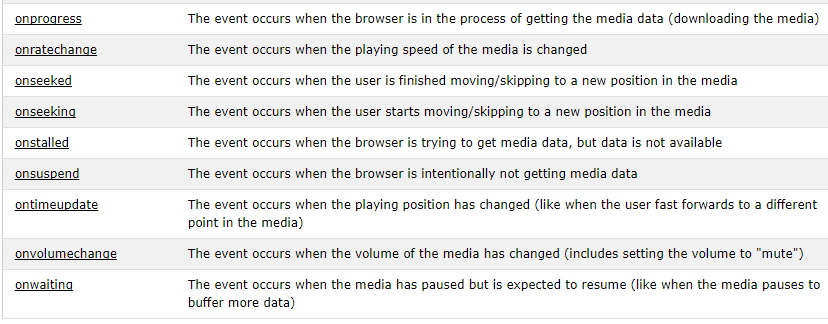 onprogress The event occurs when the browser is in the process of getting the media data (downloading the media)
onratechange The event occurs when the playing speed of the media is changed
onseeked The event occurs when the user is finished moving/skipping to a new position in the media
onseeking The event occurs when the user starts moving/skipping to a new position in the media
onstalled The event occurs when the browser is trying to get media data, but data is not available
onsuspend The event occurs when the browser is intentionally not getting media data
ontimeupdate The event occurs when the playing position has changed (like when the user fast forwards to a different
point in the media)
onvolumechange The event occurs when the volume of the media has changed (includes setting the volume to "mute")
onwaiting The event occurs when the media has paused but is expected to resume (like when the media pauses to
buffer more data)